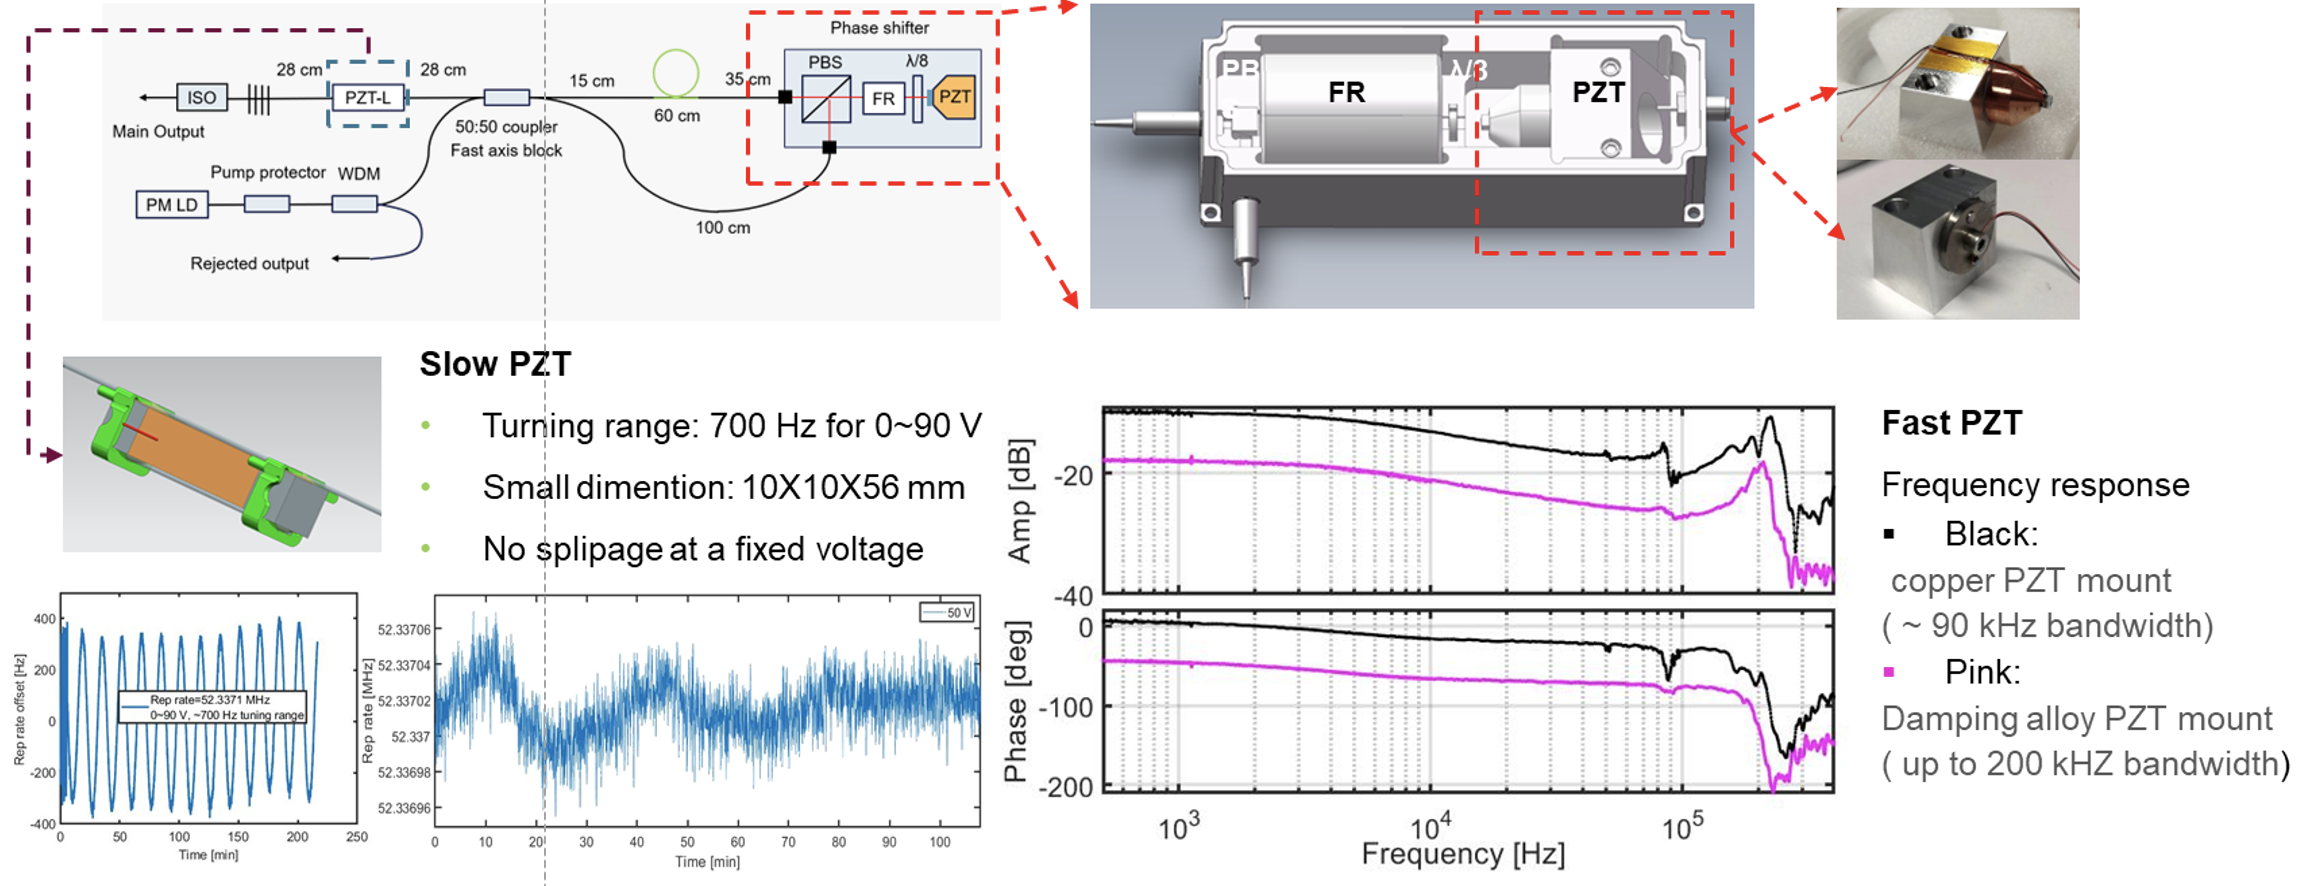 Phase shifter
28 cm
28 cm
15 cm
35 cm
PBS
λ/8
ISO
PZT-L
FR
PZT
Main Output
60 cm
50:50 coupler
Fast axis block
Pump protector
WDM
PM LD
100 cm
Rejected output
PB
FR
λ/3
PZT
Slow PZT
• Turning range: 700 Hz for 0~90 V
• Small dimention: 10X10X56 mm
• No splipage at a fixed voltage
Rep rate offset [Hz]
400
200
0
-200
-400
Rep rate=52.3371 MHz
0~90 V, ~700 Hz tuning range
0 50 100 150 200 250
Time [min]
Rep rate [MHz]
50 V
52.33706
52.33704
52.33702
52.337
52.33698
52.33696
0 10 20 30 40 50 60 70 80 90 100
Time [min]
Amp [dB]
-20
-40
Phase [deg]
0
-100
-200
10³ 10⁴ 10⁵
Frequency [Hz]
Fast PZT
Frequency response
▪ Black:
copper PZT mount
( ~ 90 kHz bandwidth)
▪ Pink:
Damping alloy PZT mount
( up to 200 kHZ bandwidth)